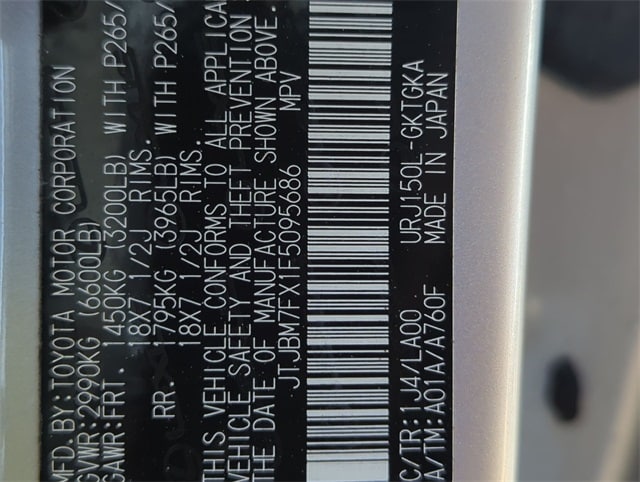 MFD.BY:TOYOTA MOTOR CORPORATION
GVWR:2990KG (6600LB)
GAWR:FRT. 1450KG (3200LB) WITH P265/
18X7 1/2J RIMS.
RR. 1795KG (3965LB) WITH P265/
18X7 1/2J RIMS.
THIS VEHICLE CONFORMS TO ALL APPLICA
VEHICLE SAFETY AND THEFT PREVENTION
THE DATE OF MANUFACTURE SHOWN ABOVE.
JTJBM7FX1F5095686 MPV
C/TR:1J4/LA00 URJ150L-GKTGKA
A/TM:A01A/A760F MADE IN JAPAN